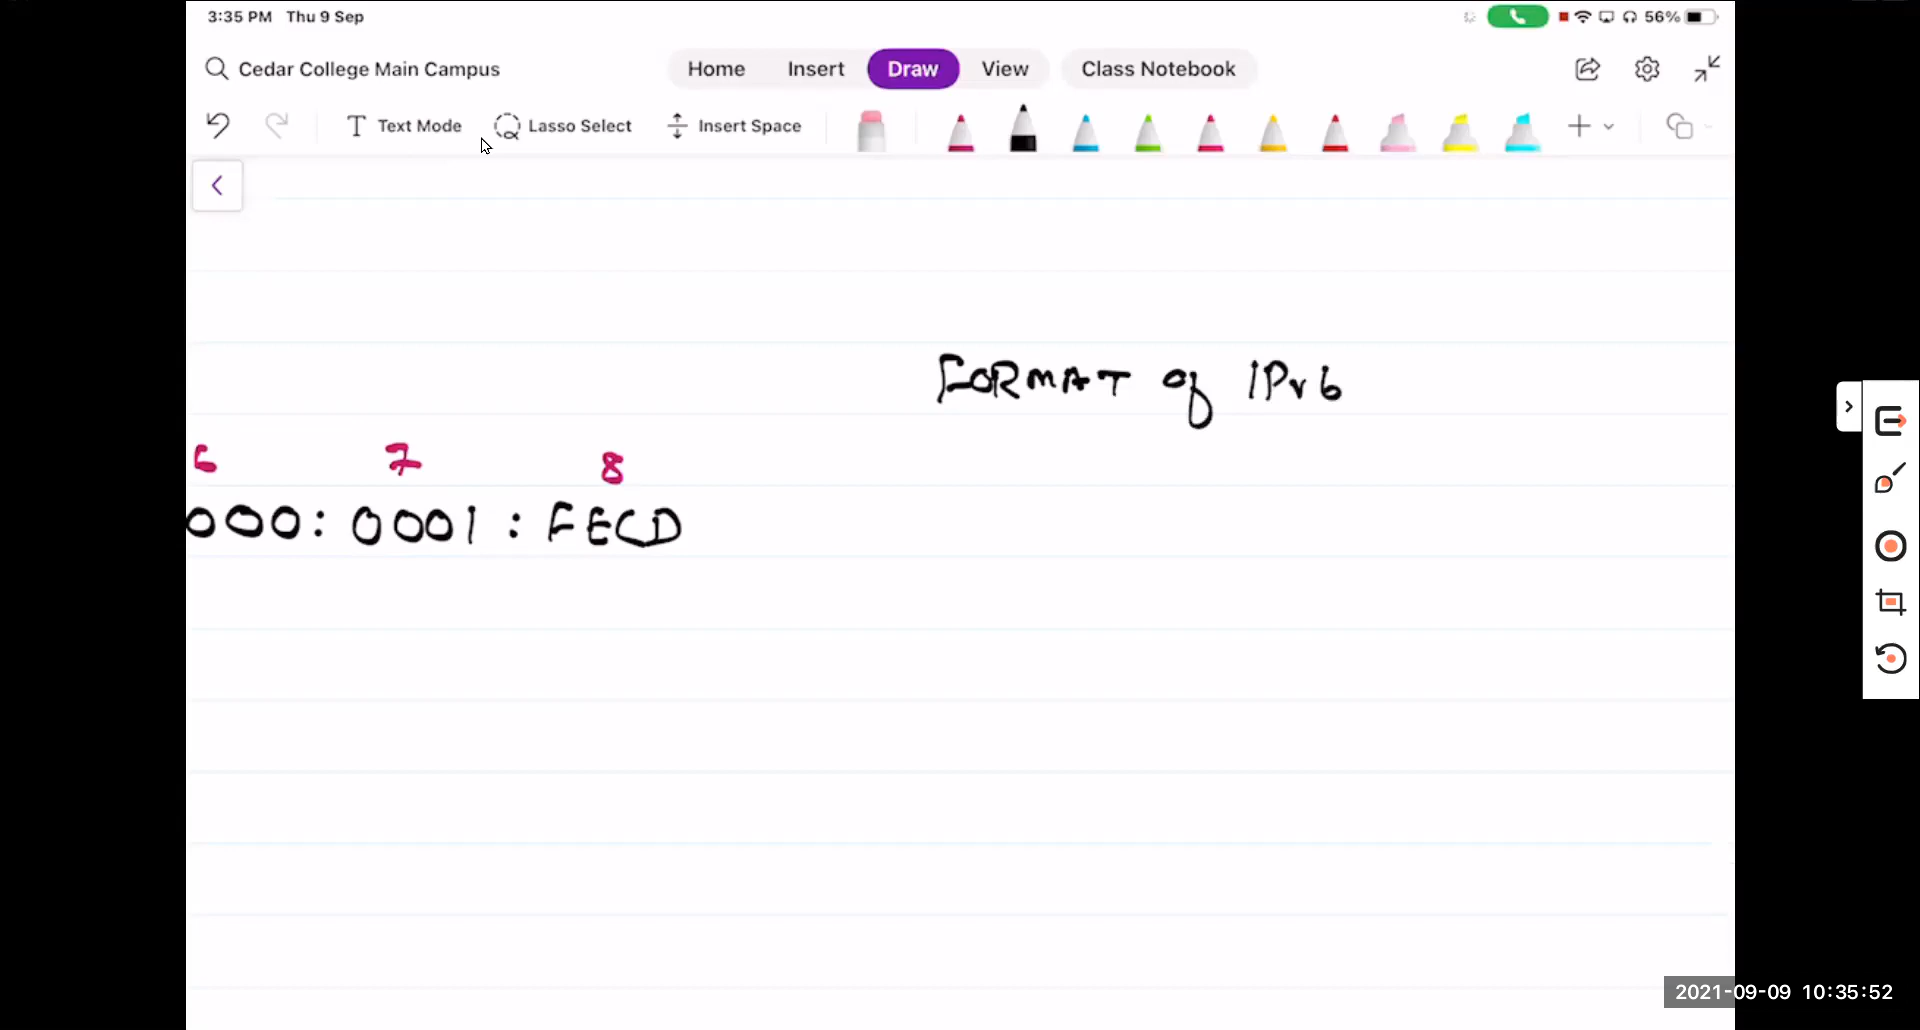 3:35 PM Thu 9 Sep
56%
Cedar College Main Campus
Home Insert Draw View Class Notebook
Text Mode Lasso Select Insert Space
FORMAT of IPv6
6 7 8
000: 0001 : FECD
2021-09-09 10:35:52